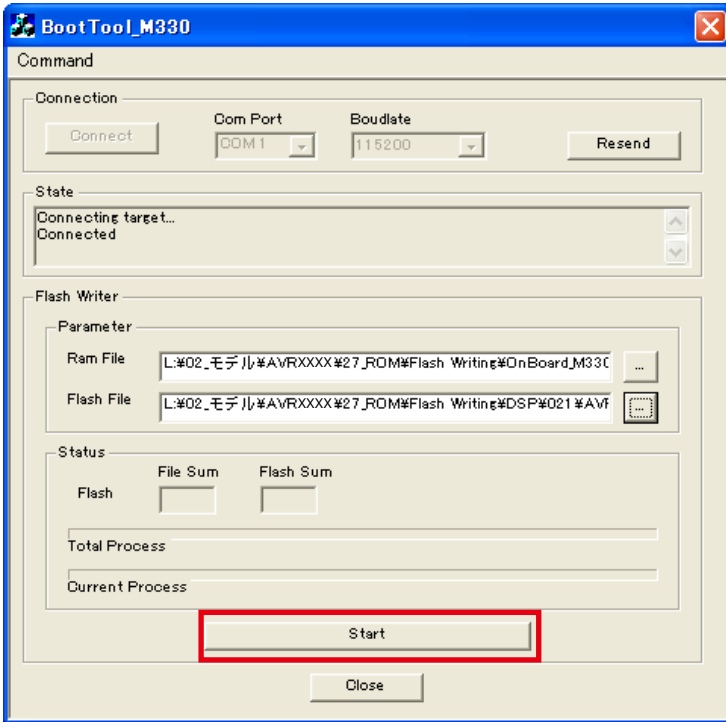 BootTool_M330
Command
Connection
Connect
Com Port
COM1
Boudlate
115200
Resend
State
Connecting target...
Connected
Flash Writer
Parameter
Ram File
L:¥02_モデル¥AVRXXXX¥27_ROM¥Flash Writing¥OnBoard_M330
...
Flash File
L:¥02_モデル¥AVRXXXX¥27_ROM¥Flash Writing¥DSP¥021¥AVR
...
Status
File Sum
Flash Sum
Flash
Total Process
Current Process
Start
Close